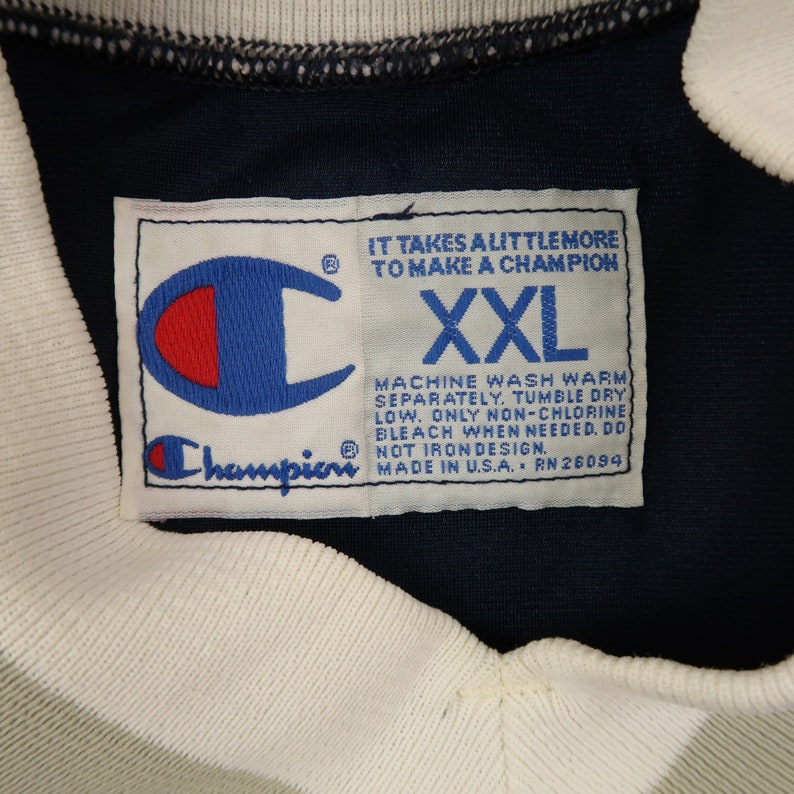 IT TAKES A LITTLE MORE
TO MAKE A CHAMPION
XXL
MACHINE WASH WARM
SEPARATELY. TUMBLE DRY
LOW. ONLY NON-CHLORINE
BLEACH WHEN NEEDED. DO
NOT IRON DESIGN.
MADE IN U.S.A. • RN 26094
®
Champion®